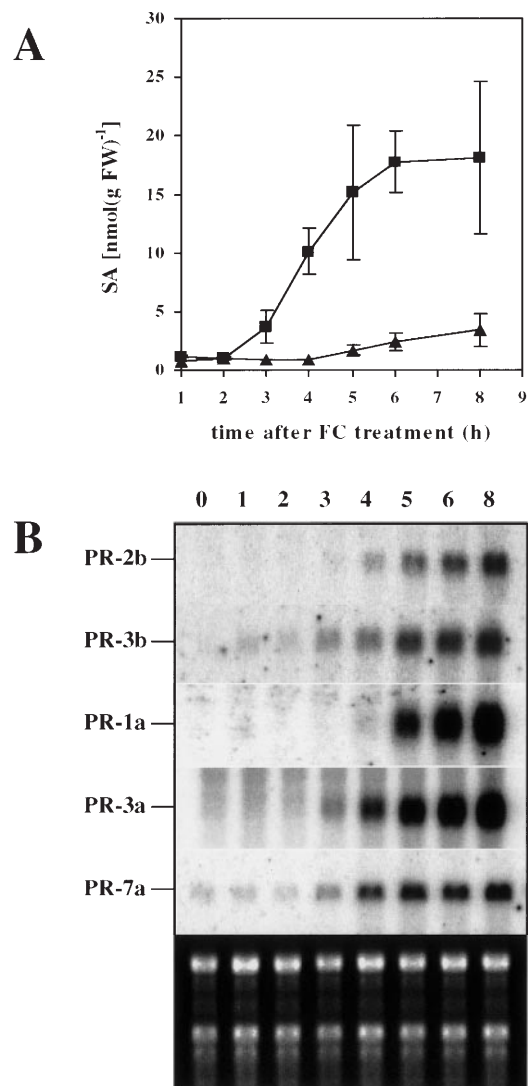 A
30
25
20
15
10
5
0
SA [nmol(g FW)⁻¹]
1 2 3 4 5 6 7 8 9
time after FC treatment (h)
B
0 1 2 3 4 5 6 8
PR-2b
PR-3b
PR-1a
PR-3a
PR-7a